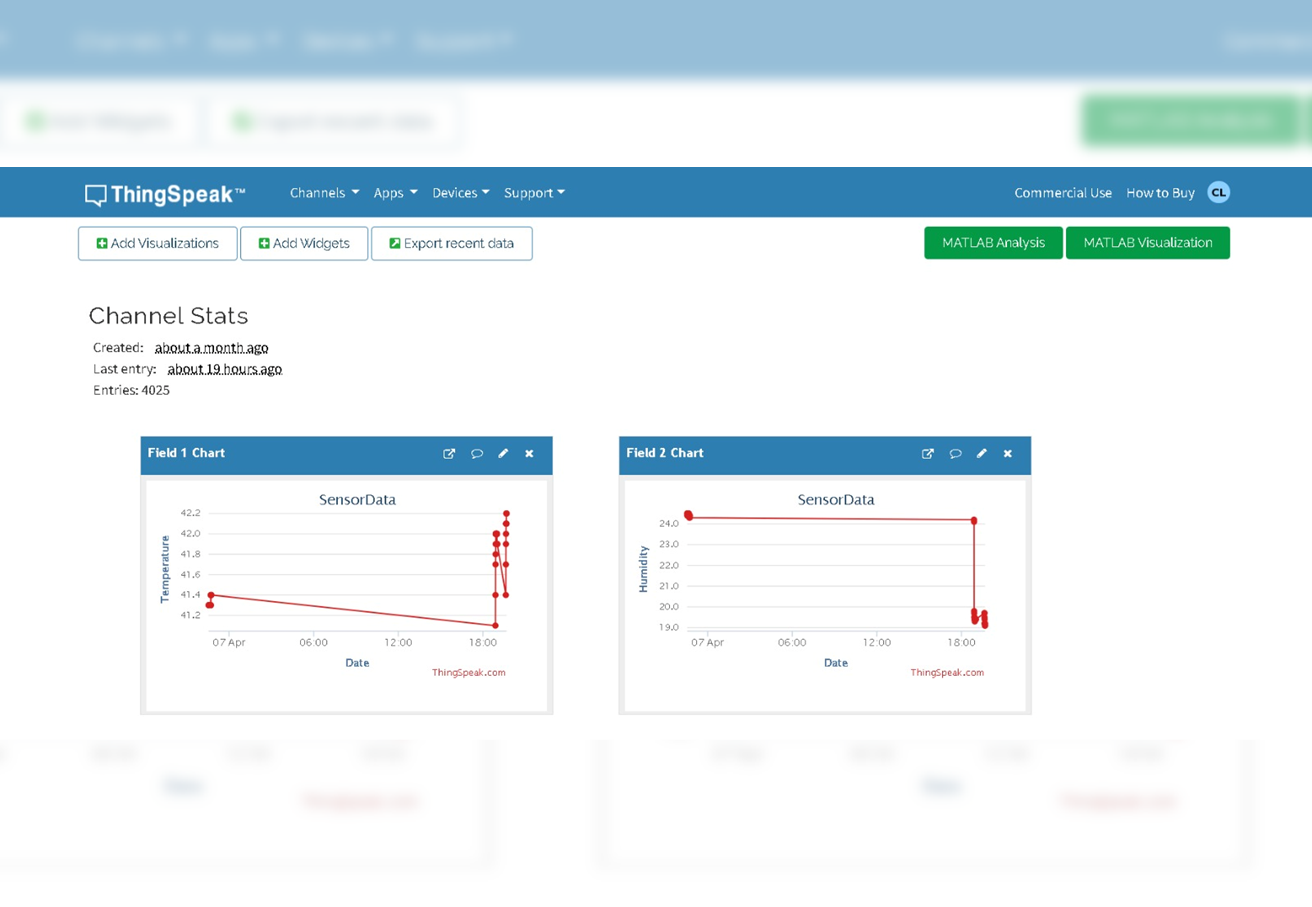 ThingSpeak™ Channels Apps Devices Support Commercial Use How to Buy CL
Add Visualizations Add Widgets Export recent data MATLAB Analysis MATLAB Visualization
Channel Stats
Created: about a month ago
Last entry: about 19 hours ago
Entries: 4025
Field 1 Chart
SensorData
Temperature
42.2
42.0
41.8
41.6
41.4
41.2
07 Apr 06:00 12:00 18:00
Date
ThingSpeak.com
Field 2 Chart
SensorData
Humidity
24.0
23.0
22.0
21.0
20.0
19.0
07 Apr 06:00 12:00 18:00
Date
ThingSpeak.com